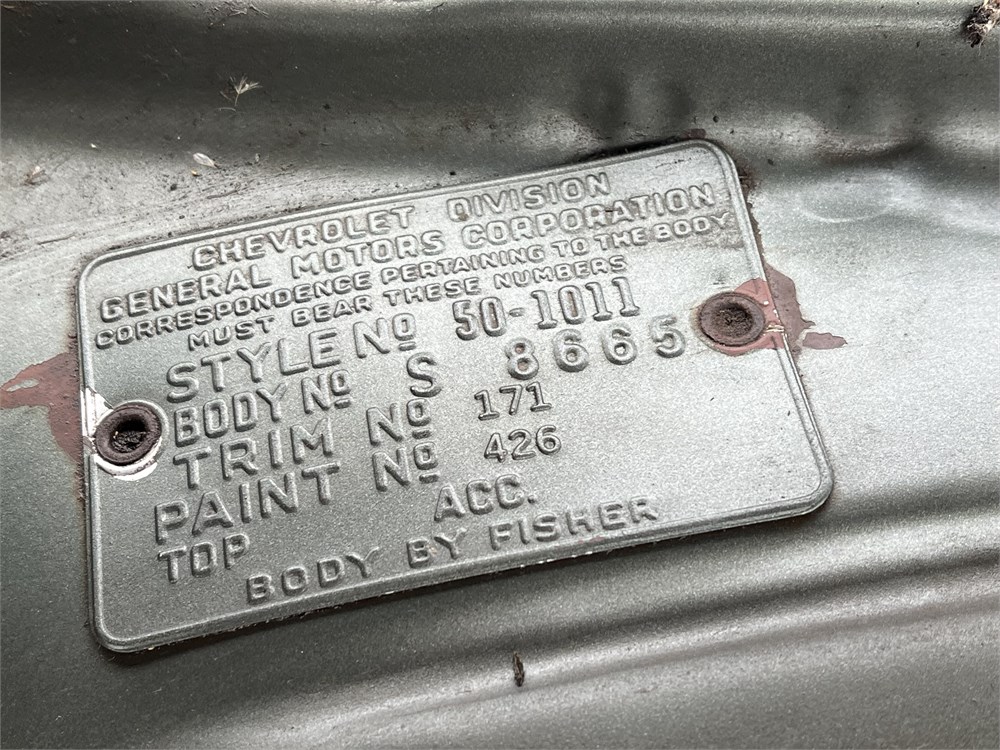 CHEVROLET DIVISION
GENERAL MOTORS CORPORATION
CORRESPONDENCE PERTAINING TO THE BODY
MUST BEAR THESE NUMBERS
STYLE Nº 50-1011
BODY Nº S 8665
TRIM Nº 171
PAINT Nº 426
TOP ACC.
BODY BY FISHER